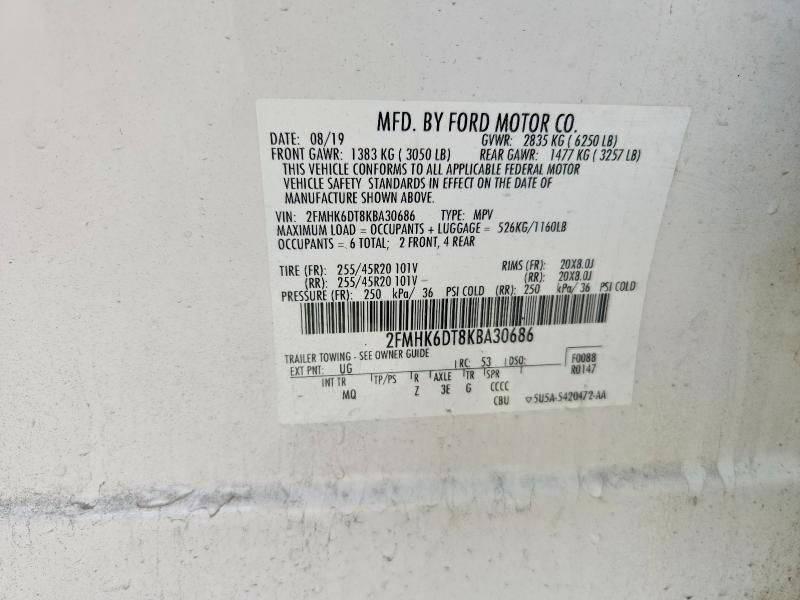 MFD. BY FORD MOTOR CO.
DATE: 08/19 GVWR: 2835 KG ( 6250 LB)
FRONT GAWR: 1383 KG ( 3050 LB) REAR GAWR: 1477 KG ( 3257 LB)
THIS VEHICLE CONFORMS TO ALL APPLICABLE FEDERAL MOTOR
VEHICLE SAFETY STANDARDS IN EFFECT ON THE DATE OF
MANUFACTURE SHOWN ABOVE.
VIN: 2FMHK6DT8KBA30686 TYPE: MPV
MAXIMUM LOAD = OCCUPANTS + LUGGAGE = 526KG/1160LB
OCCUPANTS = 6 TOTAL; 2 FRONT, 4 REAR
TIRE (FR): 255/45R20 101V RIMS (FR): 20X8.0J
(RR): 255/45R20 101V (RR): 20X8.0J
PRESSURE (FR): 250 kPa/ 36 PSI COLD (RR): 250 kPa/ 36 PSI COLD
2FMHK6DT8KBA30686
TRAILER TOWING - SEE OWNER GUIDE
EXT PNT: UG RC: 53 DSO: F0088
R0147
INT TR TP/PS R AXLE TR SPR
MQ Z 3E G CCCC
CBU ▽5U5A-5420472-AA